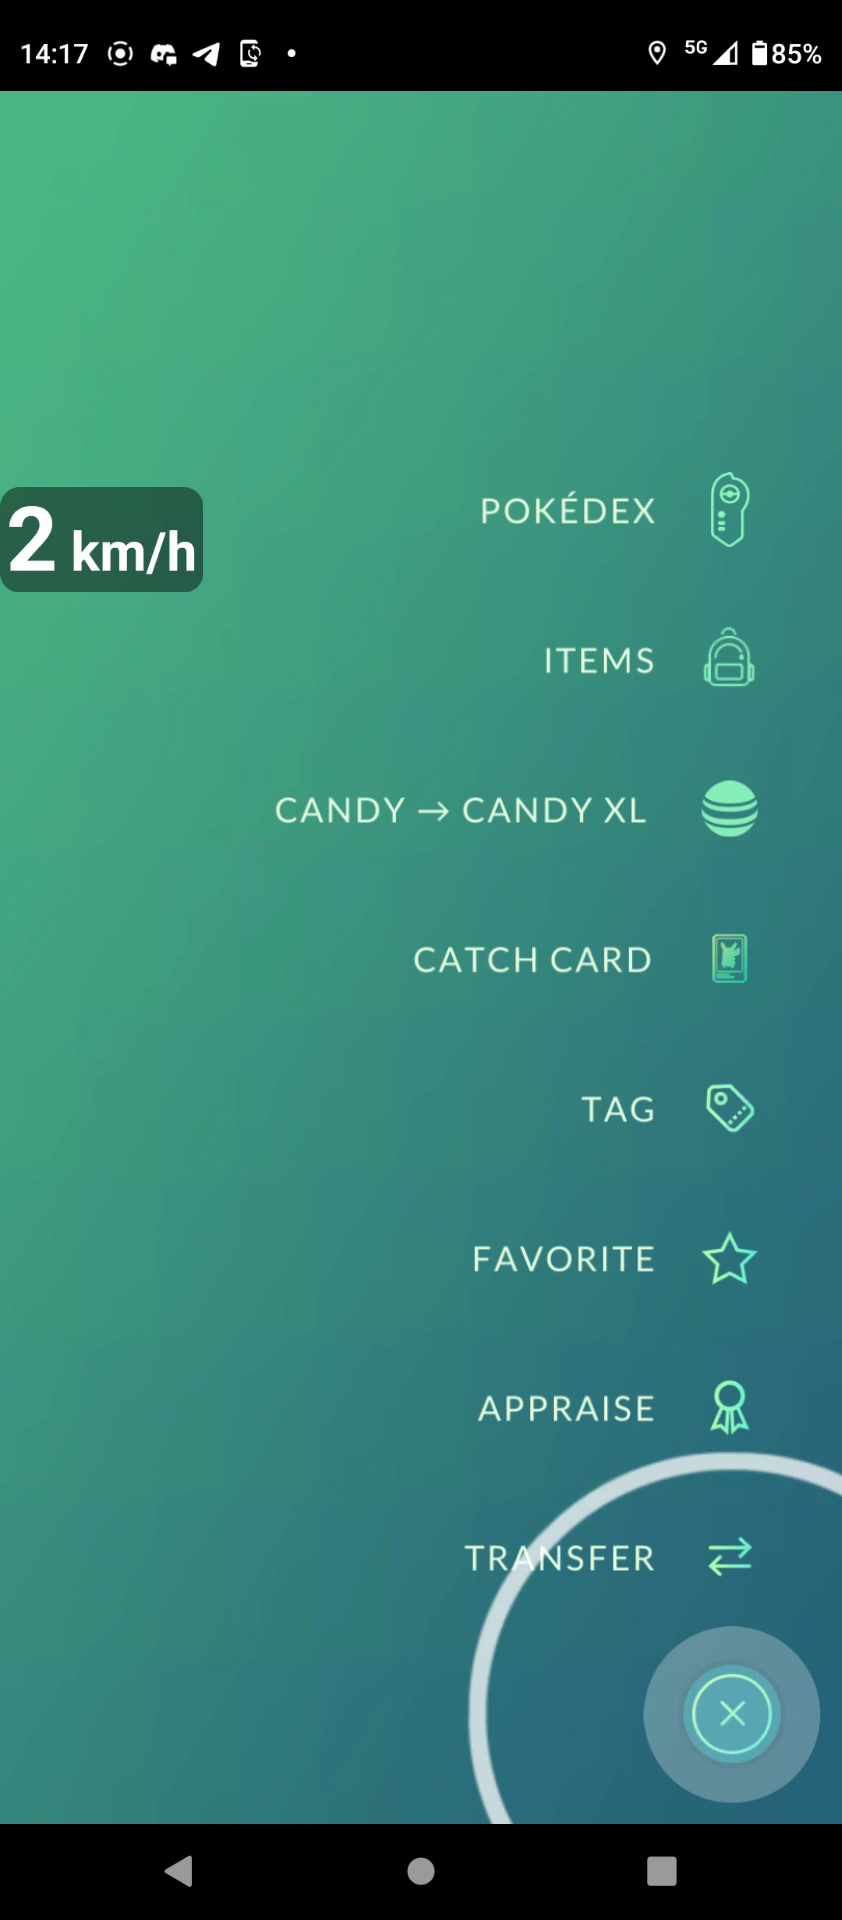 14:17 5G 85%
2 km/h
POKÉDEX
ITEMS
CANDY → CANDY XL
CATCH CARD
TAG
FAVORITE
APPRAISE
TRANSFER